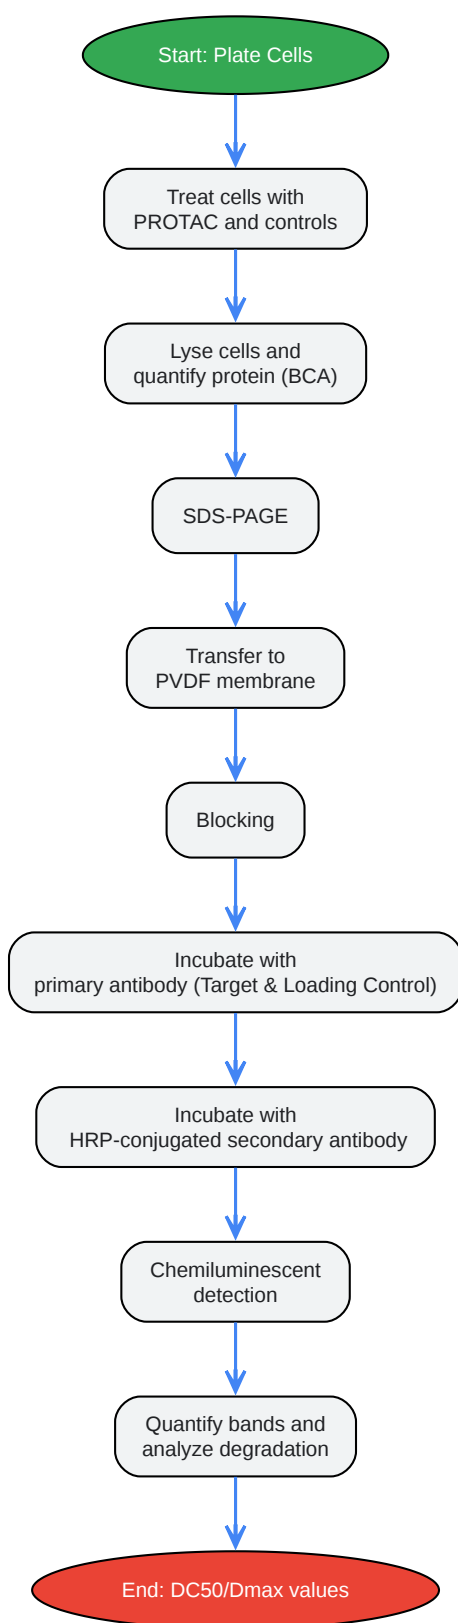 Start: Plate Cells
Treat cells with
PROTAC and controls
Lyse cells and
quantify protein (BCA)
SDS-PAGE
Transfer to
PVDF membrane
Blocking
Incubate with
primary antibody (Target & Loading Control)
Incubate with
HRP-conjugated secondary antibody
Chemiluminescent
detection
Quantify bands and
analyze degradation
End: DC50/Dmax values